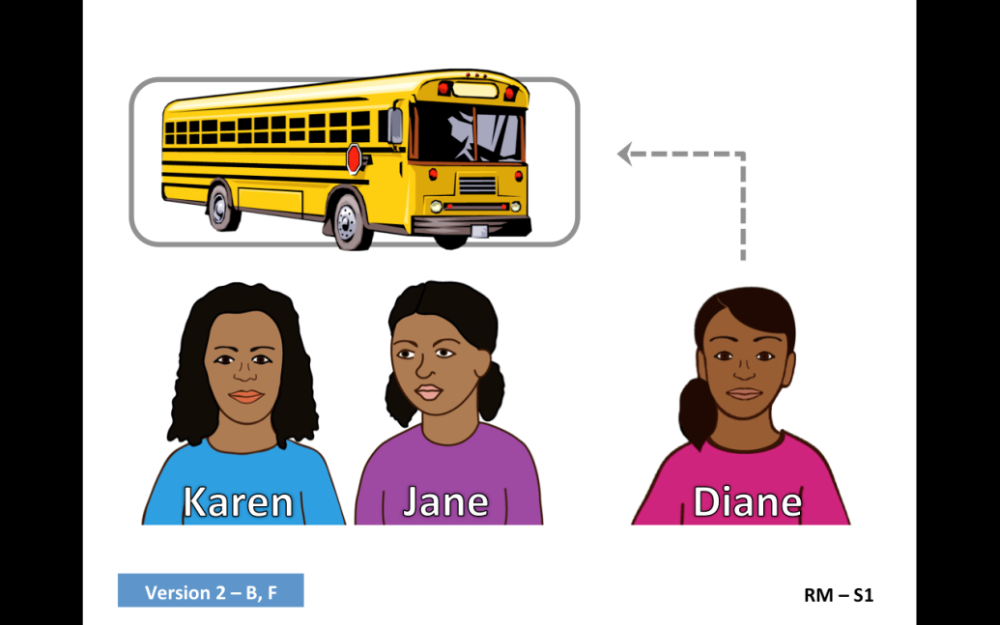 Karen
Jane
Diane
Version 2 – B, F
RM – S1